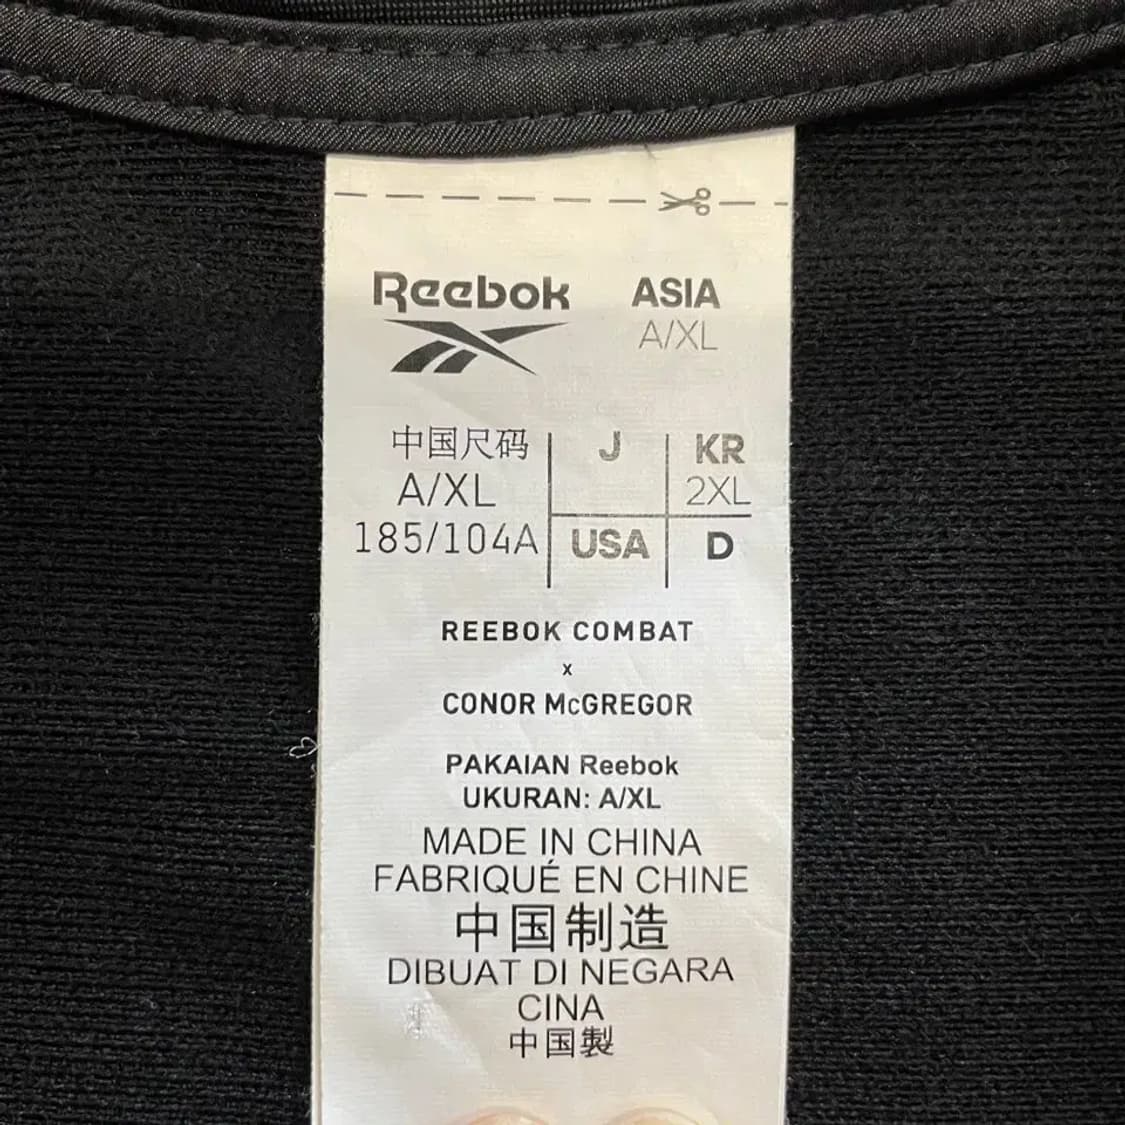 Reebok ASIA
A/XL
中国尺码 J KR
A/XL 2XL
185/104A USA D
REEBOK COMBAT
x
CONOR McGREGOR
PAKAIAN Reebok
UKURAN: A/XL
MADE IN CHINA
FABRIQUÉ EN CHINE
中国制造
DIBUAT DI NEGARA
CINA
中国製